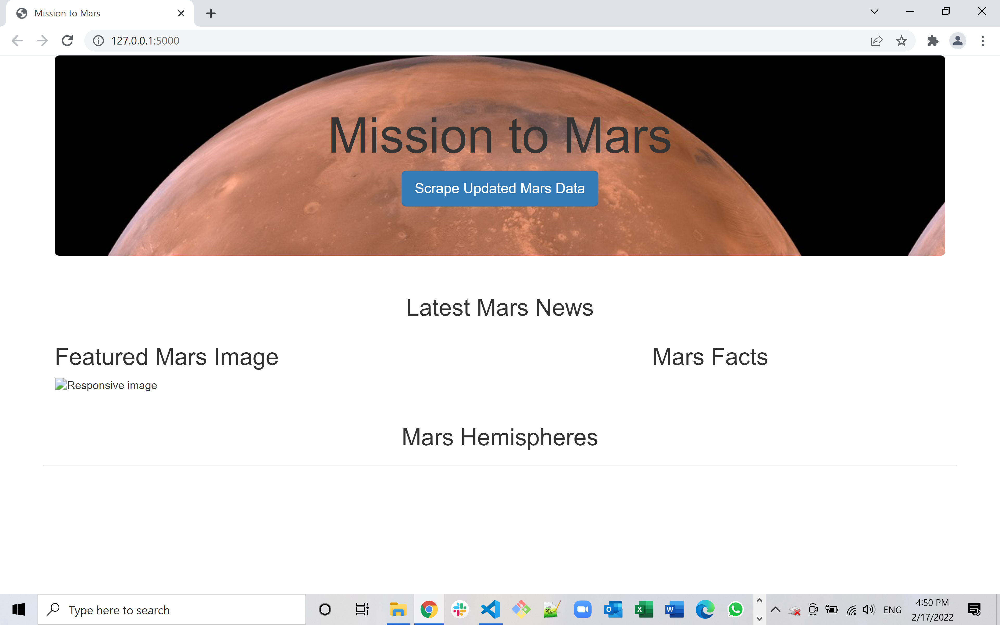 Mission to Mars
127.0.0.1:5000
Mission to Mars
Scrape Updated Mars Data
Latest Mars News
Featured Mars Image
Mars Facts
Responsive image
Mars Hemispheres
Type here to search
O
X
W
ENG
4:50 PM
2/17/2022